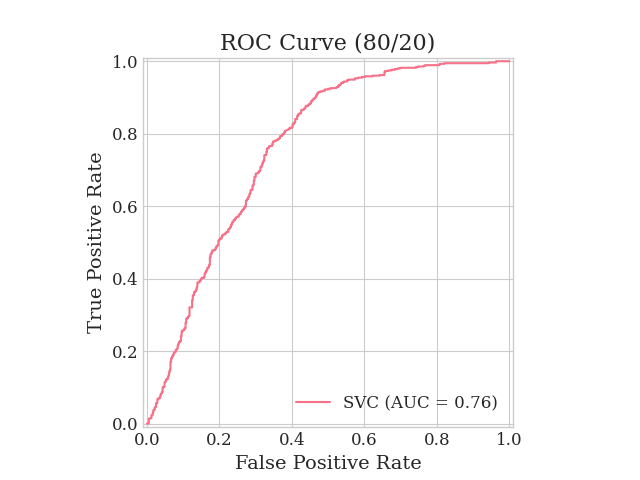 ROC Curve (80/20)
True Positive Rate
1.0
0.8
0.6
0.4
0.2
0.0
SVC (AUC = 0.76)
0.0 0.2 0.4 0.6 0.8 1.0
False Positive Rate